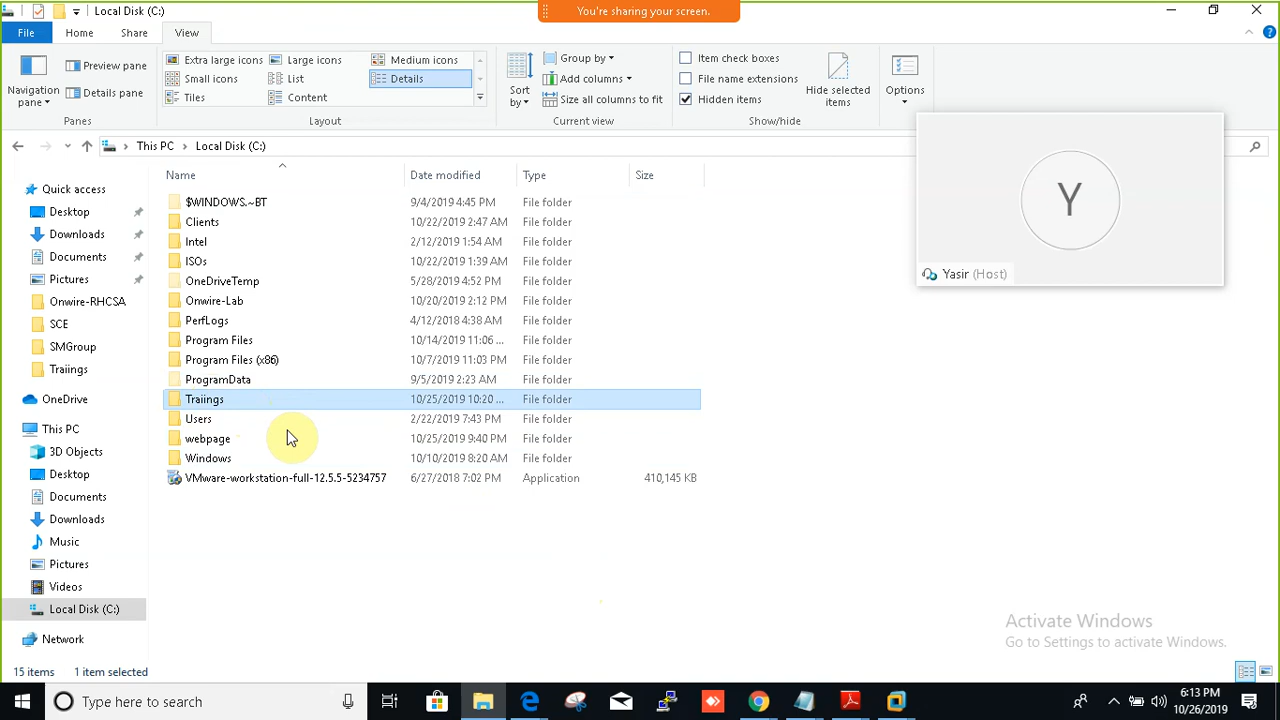 Local Disk (C:)
You're sharing your screen.
File Home Share View
Navigation pane
Preview pane
Details pane
Panes
Extra large icons Large icons Medium icons
Small icons List Details
Tiles Content
Layout
Sort by
Group by
Add columns
Size all columns to fit
Current view
Item check boxes
File name extensions
Hidden items
Hide selected items
Show/hide
Options
This PC Local Disk (C:)
Name Date modified Type Size
$WINDOWS.~BT 9/4/2019 4:45 PM File folder
Clients 10/22/2019 2:47 AM File folder
Intel 2/12/2019 1:54 AM File folder
ISOs 10/22/2019 1:39 AM File folder
OneDriveTemp 5/28/2019 4:52 PM File folder
Onwire-Lab 10/20/2019 2:12 PM File folder
PerfLogs 4/12/2018 4:38 AM File folder
Program Files 10/14/2019 11:06 ... File folder
Program Files (x86) 10/7/2019 11:03 PM File folder
ProgramData 9/5/2019 2:23 AM File folder
Traiings 10/25/2019 10:20 ... File folder
Users 2/22/2019 7:43 PM File folder
webpage 10/25/2019 9:40 PM File folder
Windows 10/10/2019 8:20 AM File folder
VMware-workstation-full-12.5.5-5234757 6/27/2018 7:02 PM Application 410,145 KB
Quick access
Desktop
Downloads
Documents
Pictures
Onwire-RHCSA
SCE
SMGroup
Traiings
OneDrive
This PC
3D Objects
Desktop
Documents
Downloads
Music
Pictures
Videos
Local Disk (C:)
Network
Y
Yasir (Host)
Activate Windows
Go to Settings to activate Windows.
15 items 1 item selected
Type here to search
6:13 PM
10/26/2019